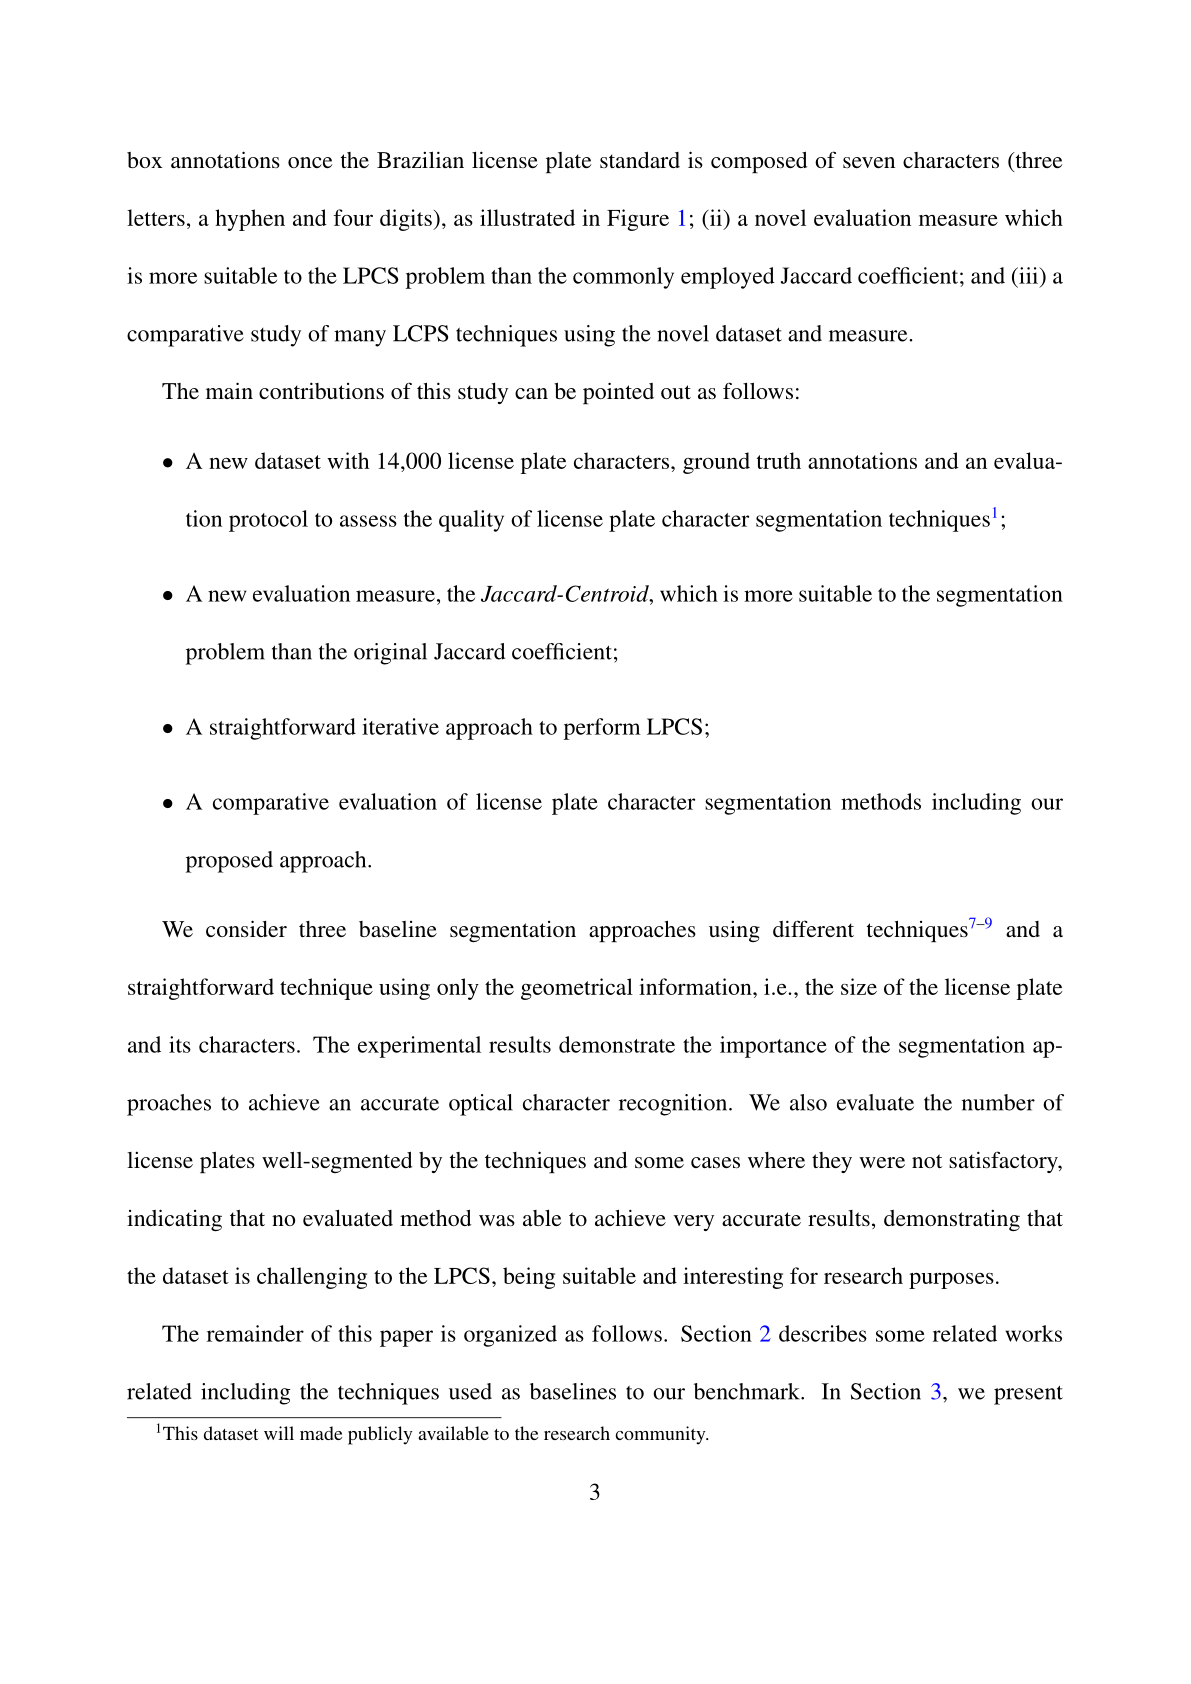 box annotations once the Brazilian license plate standard is composed of seven characters (three
letters, a hyphen and four digits), as illustrated in Figure 1; (ii) a novel evaluation measure which
is more suitable to the LPCS problem than the commonly employed Jaccard coefficient; and (iii) a
comparative study of many LCPS techniques using the novel dataset and measure.
The main contributions of this study can be pointed out as follows:
• A new dataset with 14,000 license plate characters, ground truth annotations and an evalua-
tion protocol to assess the quality of license plate character segmentation techniques1;
• A new evaluation measure, the Jaccard-Centroid, which is more suitable to the segmentation
problem than the original Jaccard coefficient;
• A straightforward iterative approach to perform LPCS;
• A comparative evaluation of license plate character segmentation methods including our
proposed approach.
We consider three baseline segmentation approaches using different techniques7–9 and a
straightforward technique using only the geometrical information, i.e., the size of the license plate
and its characters. The experimental results demonstrate the importance of the segmentation ap-
proaches to achieve an accurate optical character recognition. We also evaluate the number of
license plates well-segmented by the techniques and some cases where they were not satisfactory,
indicating that no evaluated method was able to achieve very accurate results, demonstrating that
the dataset is challenging to the LPCS, being suitable and interesting for research purposes.
The remainder of this paper is organized as follows. Section 2 describes some related works
related including the techniques used as baselines to our benchmark. In Section 3, we present
1This dataset will made publicly available to the research community.
3